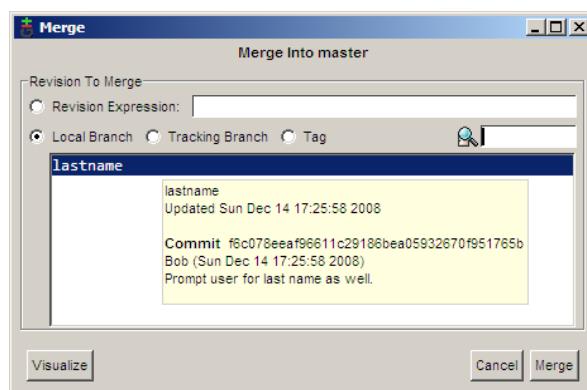 Merge
Merge Into master
Revision To Merge
Revision Expression:
Local Branch Tracking Branch Tag
lastname
lastname
Updated Sun Dec 14 17:25:58 2008
Commit f6c078eeaf96611c29186bea05932670f951765b
Bob (Sun Dec 14 17:25:58 2008)
Prompt user for last name as well.
Visualize Cancel Merge